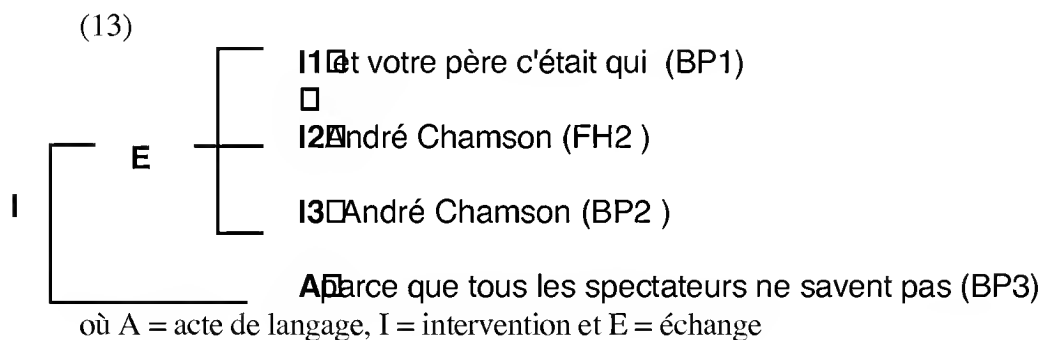 (13)
I1 et votre père c'était qui (BP1)
I2 André Chamson (FH2 )
E
I
I3 André Chamson (BP2 )
A parce que tous les spectateurs ne savent pas (BP3)
où A = acte de langage, I = intervention et E = échange